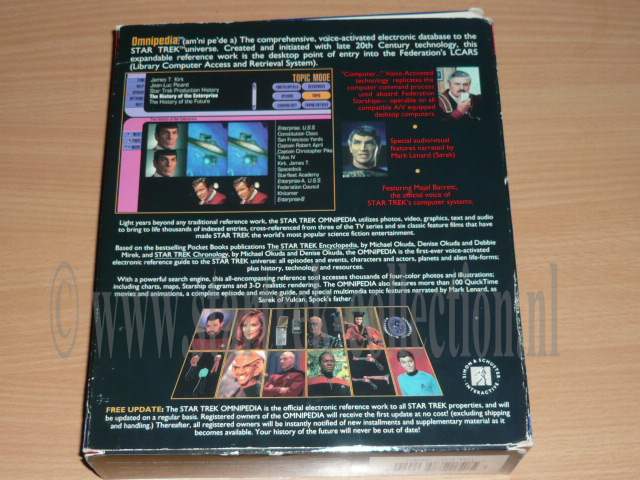 Omnipedia: (am'ni pe'de a) The comprehensive, voice-activated electronic database to the
STAR TREK™ universe. Created and initiated with late 20th Century technology, this
expandable reference work is the desktop point of entry into the Federation's LCARS
(Library Computer Access and Retrieval System).
TOPIC MODE
James T. Kirk
Jean-Luc Picard
Star Trek Production History
The History of the Enterprise
The History of the Future
Enterprise, U.S.S.
Constitution Class
San Francisco Yards
Captain Robert April
Captain Christopher Pike
Talos IV
Kirk, James T.
Spacedock
Starfleet Academy
Enterprise-A, U.S.S.
Federation Council
Khitomer
Enterprise-B
"Computer..." Voice-Activated
technology replicates the
computer command process
used aboard Federation
Starships— operable on all
compatible A/V equipped
desktop computers.
Special audiovisual
features narrated by
Mark Lenard (Sarek)
Featuring Majel Barrett,
the official voice of
STAR TREK's computer systems.
Light years beyond any traditional reference work, the STAR TREK OMNIPEDIA utilizes photos, video, graphics, text and audio
to bring to life thousands of indexed entries, cross-referenced from three of the TV series and six classic feature films that have
made STAR TREK the world's most popular science fiction entertainment.
Based on the bestselling Pocket Books publications The STAR TREK Encyclopedia, by Michael Okuda, Denise Okuda and Debbie
Mirek, and STAR TREK Chronology, by Michael Okuda and Denise Okuda, the OMNIPEDIA is the first-ever voice-activated
electronic reference guide to the STAR TREK universe: all episodes and events, characters and actors, planets and alien life-forms;
plus history, technology and resources.
With a powerful search engine, this all-encompassing reference tool accesses thousands of four-color photos and illustrations;
including charts, maps, Starship diagrams and 3-D realistic rendering. The OMNIPEDIA also features more than 100 QuickTime
movies and animations, a complete episode and movie guide, and special multimedia topic features narrated by Mark Lenard, as
Sarek of Vulcan, Spock's father.
SIMON & SCHUSTER
INTERACTIVE
FREE UPDATE: The STAR TREK OMNIPEDIA is the official electronic reference work to all STAR TREK properties, and will
be updated on a regular basis. Registered owners of the OMNIPEDIA will receive the first update at no cost! (excluding shipping
and handling.) Thereafter, all registered owners will be instantly notified of new installments and supplementary material as it
becomes available. Your history of the future will never be out of date!